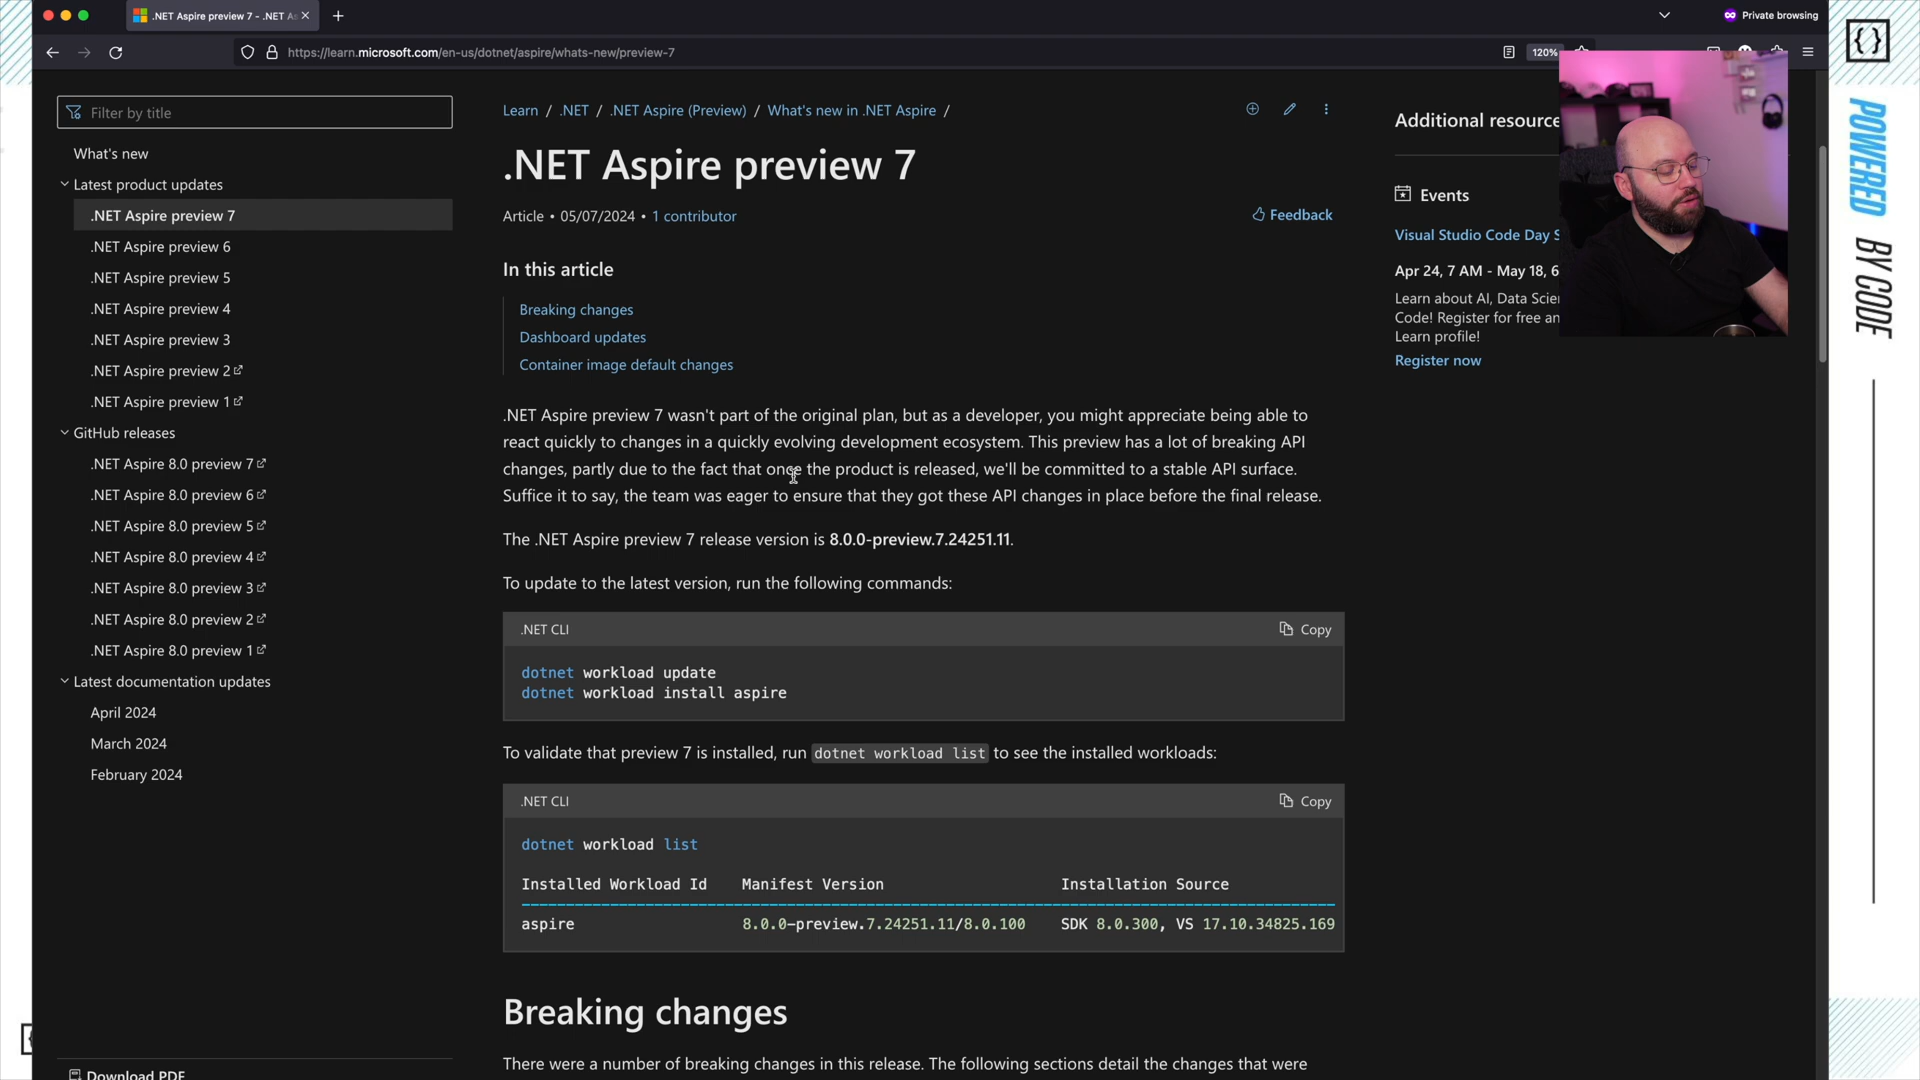 .NET Aspire preview 7 - .NET As
Private browsing
https://learn.microsoft.com/en-us/dotnet/aspire/whats-new/preview-7
120%
POWERED BY CODE
Filter by title
What's new
Latest product updates
.NET Aspire preview 7
.NET Aspire preview 6
.NET Aspire preview 5
.NET Aspire preview 4
.NET Aspire preview 3
.NET Aspire preview 2
.NET Aspire preview 1
GitHub releases
.NET Aspire 8.0 preview 7
.NET Aspire 8.0 preview 6
.NET Aspire 8.0 preview 5
.NET Aspire 8.0 preview 4
.NET Aspire 8.0 preview 3
.NET Aspire 8.0 preview 2
.NET Aspire 8.0 preview 1
Latest documentation updates
April 2024
March 2024
February 2024
Download PDF
Learn / .NET / .NET Aspire (Preview) / What's new in .NET Aspire /
.NET Aspire preview 7
Article • 05/07/2024 • 1 contributor
Feedback
In this article
Breaking changes
Dashboard updates
Container image default changes
.NET Aspire preview 7 wasn't part of the original plan, but as a developer, you might appreciate being able to
react quickly to changes in a quickly evolving development ecosystem. This preview has a lot of breaking API
changes, partly due to the fact that once the product is released, we'll be committed to a stable API surface.
Suffice it to say, the team was eager to ensure that they got these API changes in place before the final release.
The .NET Aspire preview 7 release version is 8.0.0-preview.7.24251.11.
To update to the latest version, run the following commands:
.NET CLI
Copy
dotnet workload update
dotnet workload install aspire
To validate that preview 7 is installed, run dotnet workload list to see the installed workloads:
.NET CLI
Copy
dotnet workload list
Installed Workload Id Manifest Version Installation Source
--------------------------------------------------------------------------------------------
aspire 8.0.0-preview.7.24251.11/8.0.100 SDK 8.0.300, VS 17.10.34825.169
Breaking changes
There were a number of breaking changes in this release. The following sections detail the changes that were
Additional resource
Events
Visual Studio Code Day S
Apr 24, 7 AM - May 18, 6
Learn about AI, Data Scien
Code! Register for free an
Learn profile!
Register now